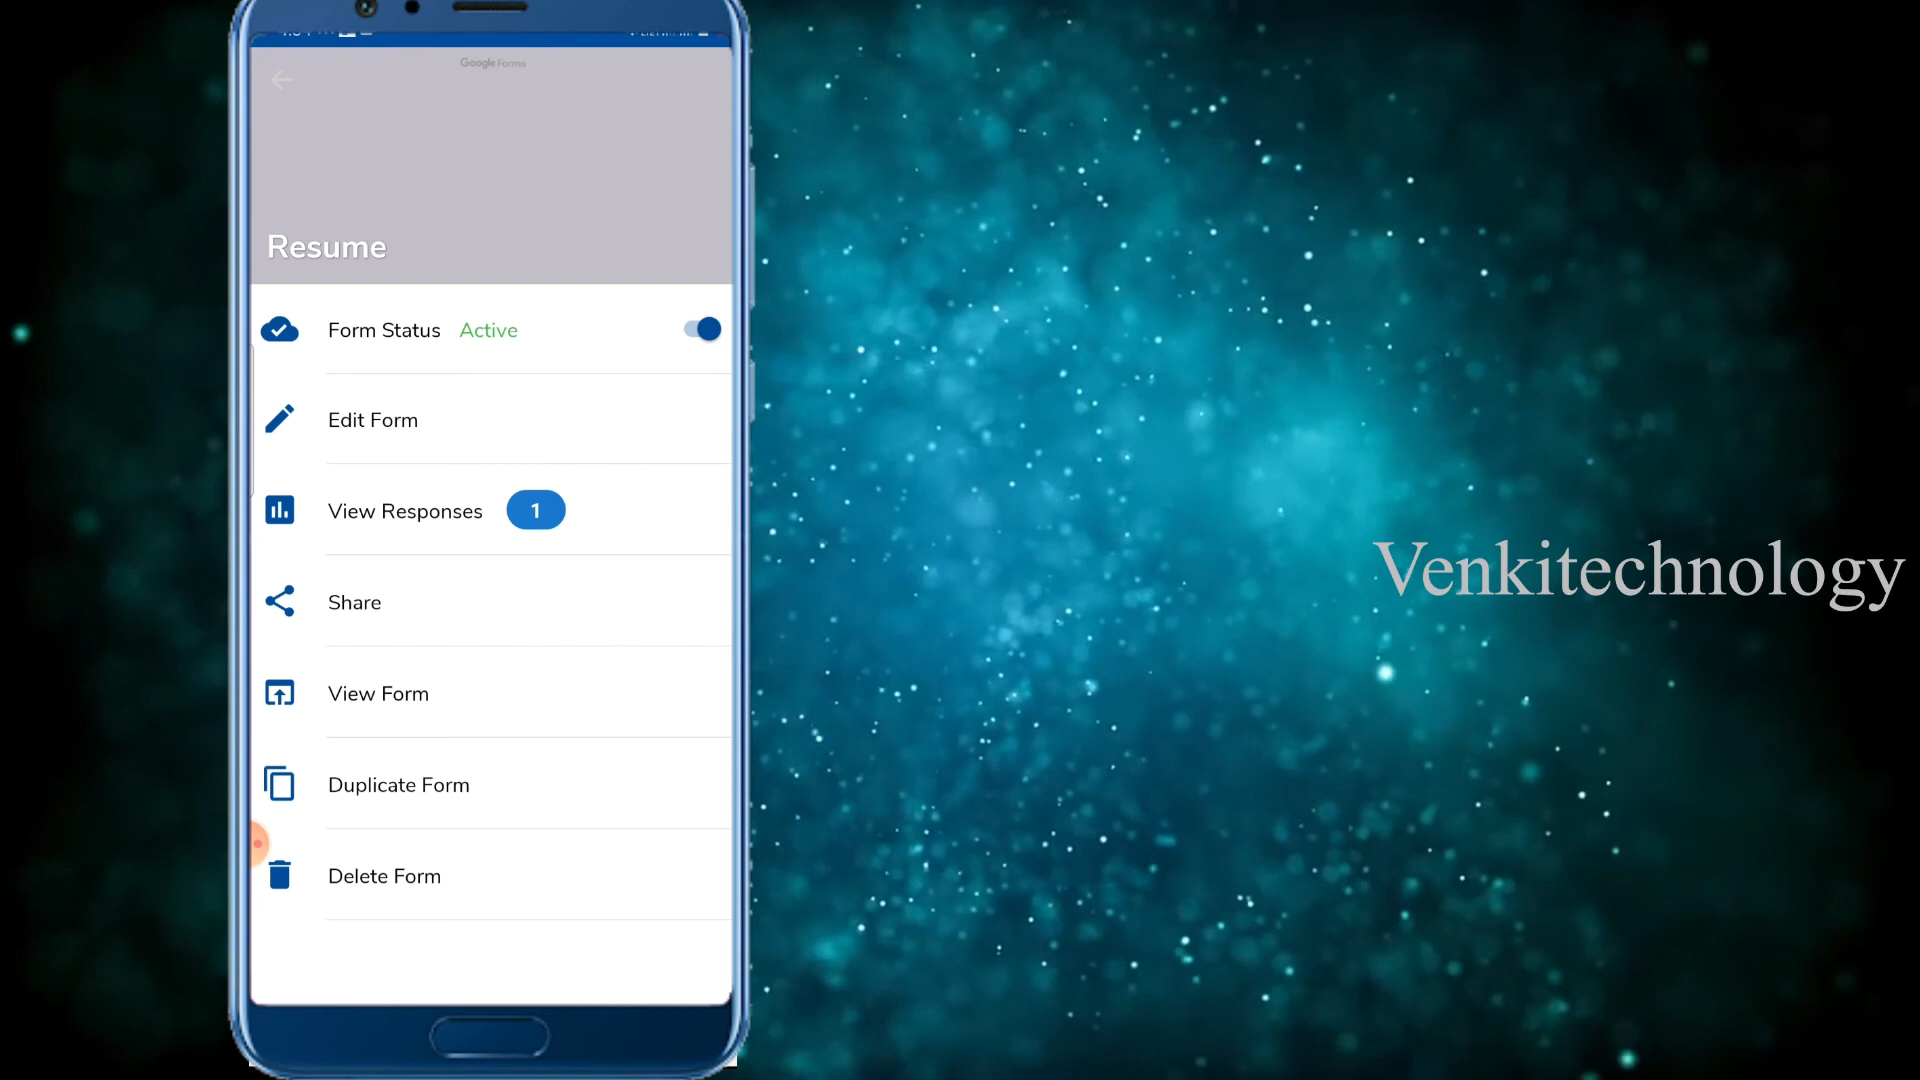 Google Forms
Resume
Form Status Active
Edit Form
View Responses 1
Share
View Form
Duplicate Form
Delete Form
Venkitechnology